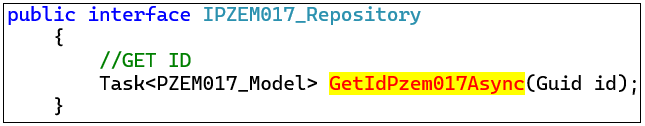 public interface IPZEM017_Repository
{
//GET ID
Task<PZEM017_Model> GetIdPzem017Async(Guid id);
}